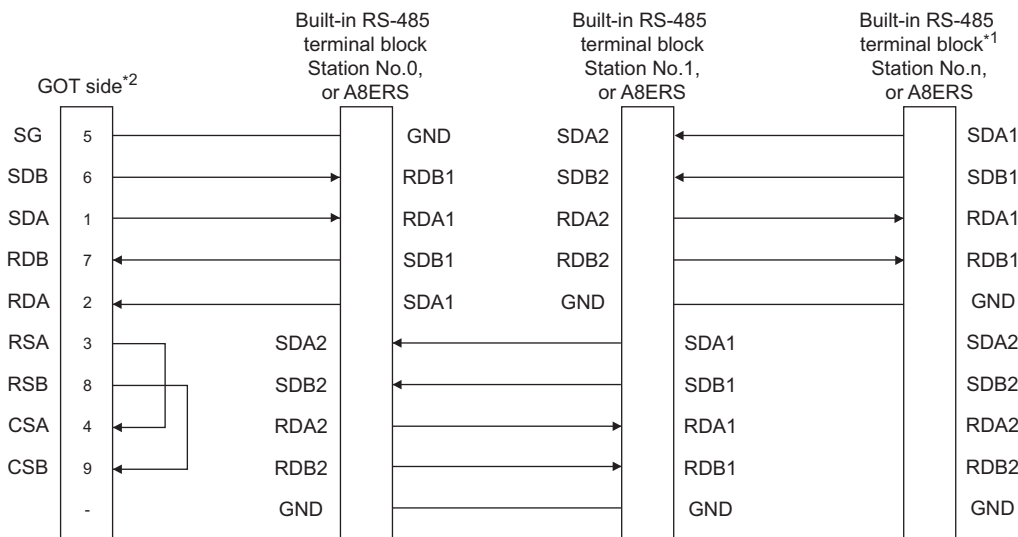 GOT side*2
Built-in RS-485
terminal block
Station No.0,
or A8ERS
Built-in RS-485
terminal block
Station No.1,
or A8ERS
Built-in RS-485
terminal block*1
Station No.n,
or A8ERS
SG 5 GND SDA2 SDA1
SDB 6 RDB1 SDB2 SDB1
SDA 1 RDA1 RDA2 RDA1
RDB 7 SDB1 RDB2 RDB1
RDA 2 SDA1 GND GND
RSA 3 SDA2 SDA1 SDA2
RSB 8 SDB2 SDB1 SDB2
CSA 4 RDA2 RDA1 RDA2
CSB 9 RDB2 RDB1 RDB2
- GND GND GND